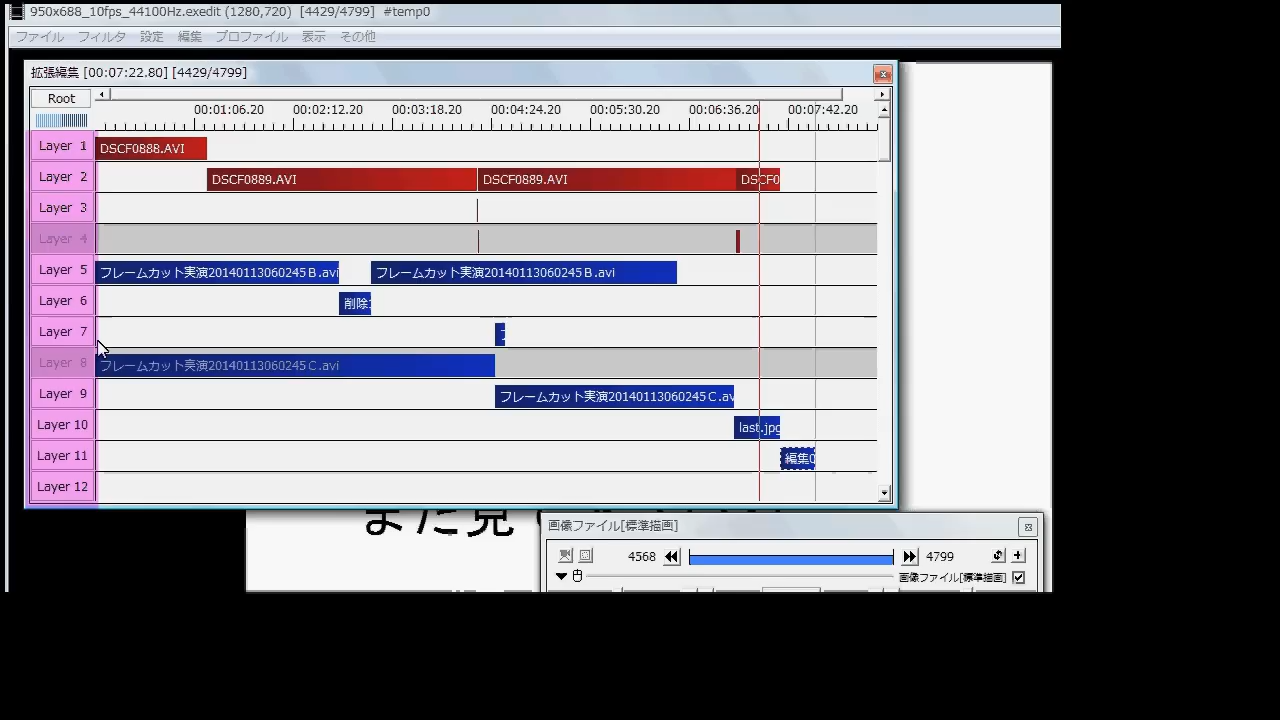 950x688_10fps_44100Hz.exedit (1280,720) [4429/4799] #temp0
ファイル フィルタ 設定 編集 プロファイル 表示 その他
拡張編集 [00:07:22.80] [4429/4799]
Root
00:01:06.20 00:02:12.20 00:03:18.20 00:04:24.20 00:05:30.20 00:06:36.20 00:07:42.20
Layer 1 DSCF0888.AVI
Layer 2 DSCF0889.AVI DSCF0889.AVI DSCF0
Layer 3
Layer 4
Layer 5 フレームカット実演20140113060245B.avi フレームカット実演20140113060245B.avi
Layer 6 削除
Layer 7
Layer 8 フレームカット実演20140113060245C.avi
Layer 9 フレームカット実演20140113060245C.av
Layer 10 last.jpg
Layer 11 編集0
Layer 12
また見
画像ファイル[標準描画]
4568 4799
画像ファイル[標準描画]